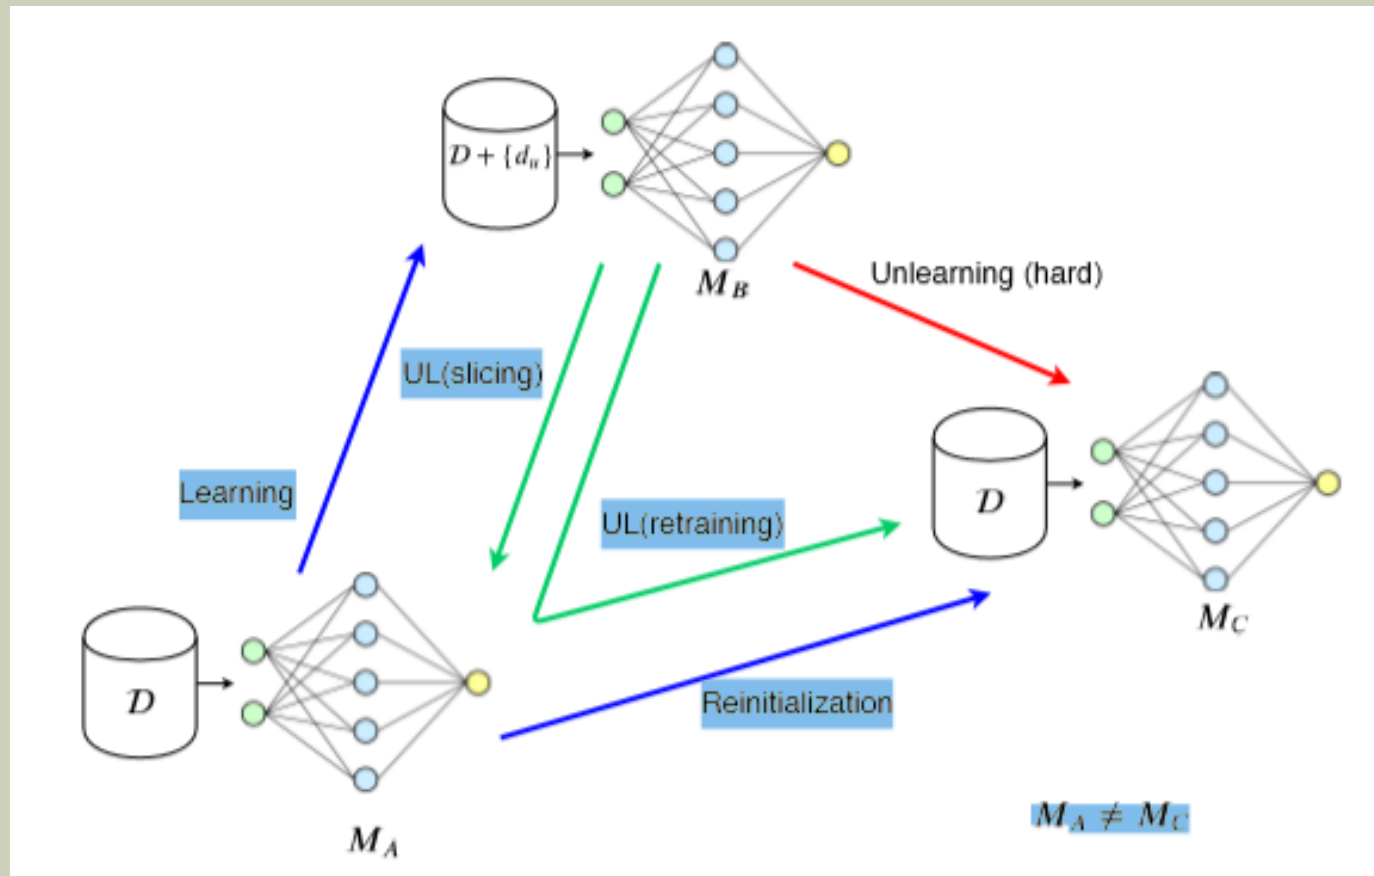 D + {d_u}
M_B
Unlearning (hard)
UL(slicing)
Learning
UL(retraining)
D
M_C
D
Reinitialization
M_A ≠ M_C
M_A